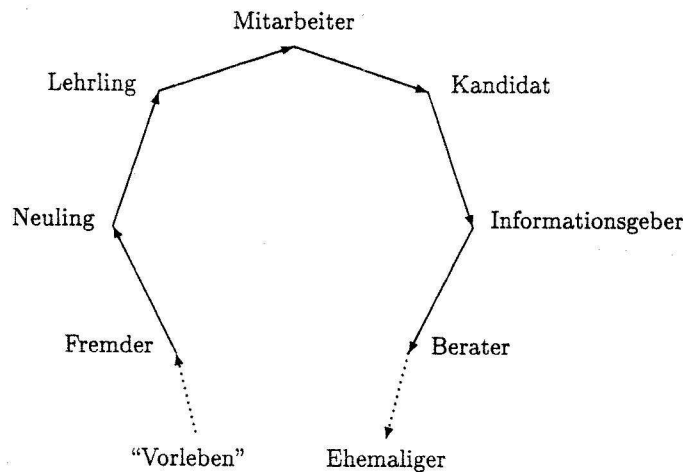 Mitarbeiter
Lehrling
Kandidat
Neuling
Informationsgeber
Fremder
Berater
“Vorleben”
Ehemaliger